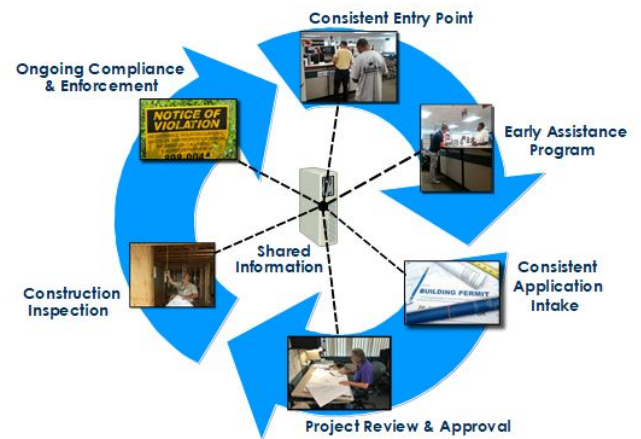 Consistent Entry Point
Ongoing Compliance
& Enforcement
NOTICE OF
VIOLATION
Early Assistance
Program
Shared
Information
Consistent
Application
Intake
BUILDING PERMIT
Construction
Inspection
Project Review & Approval